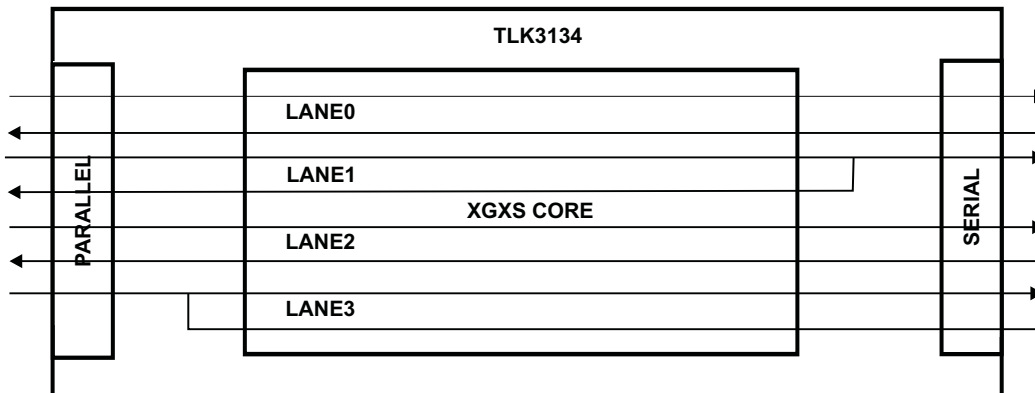 TLK3134
LANE0
LANE1
XGXS CORE
LANE2
LANE3
PARALLEL
SERIAL